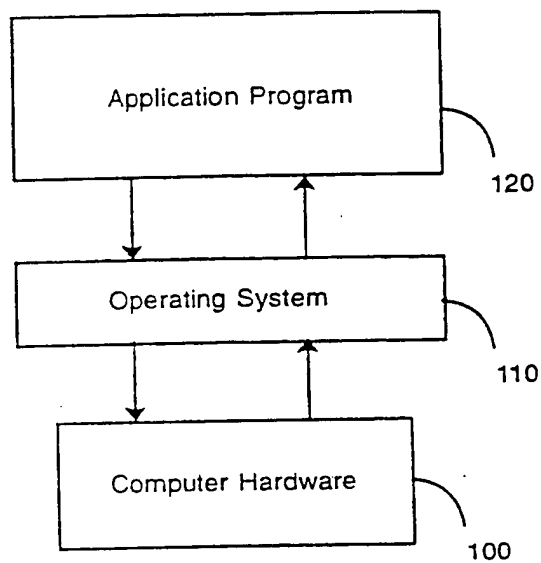 Application Program
120
Operating System
110
Computer Hardware
100